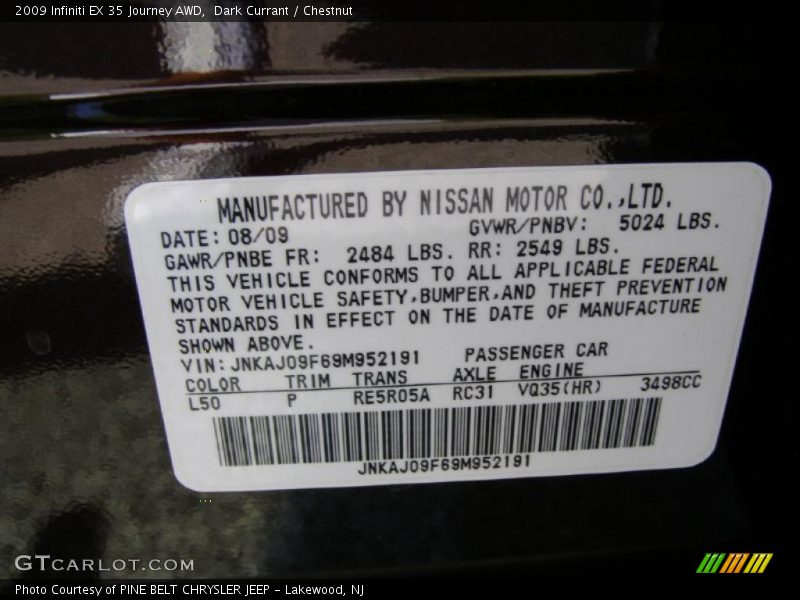 2009 Infiniti EX 35 Journey AWD,  Dark Currant / Chestnut
MANUFACTURED BY NISSAN MOTOR CO.,LTD.
DATE: 08/09 GVWR/PNBV: 5024 LBS.
GAWR/PNBE FR: 2484 LBS. RR: 2549 LBS.
THIS VEHICLE CONFORMS TO ALL APPLICABLE FEDERAL
MOTOR VEHICLE SAFETY,BUMPER,AND THEFT PREVENTION
STANDARDS IN EFFECT ON THE DATE OF MANUFACTURE
SHOWN ABOVE.
VIN: JNKAJ09F69M952191 PASSENGER CAR
COLOR TRIM TRANS AXLE ENGINE
L50 P RE5R05A RC31 VQ35(HR) 3498CC
JNKAJ09F69M952191
GTCARLOT.COM
Photo Courtesy of PINE BELT CHRYSLER JEEP - Lakewood, NJ